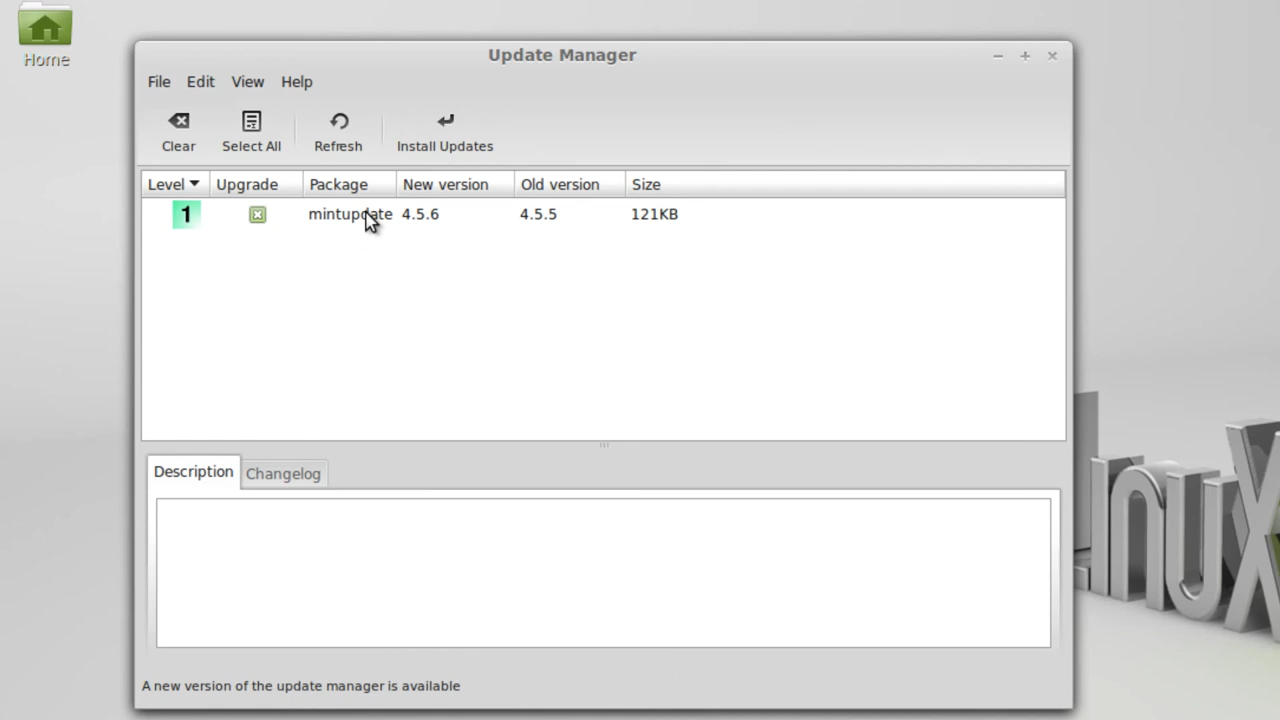 Home
Update Manager
File Edit View Help
Clear Select All Refresh Install Updates
Level Upgrade Package New version Old version Size
1 mintupdate 4.5.6 4.5.5 121KB
Description Changelog
A new version of the update manager is available
LinuX